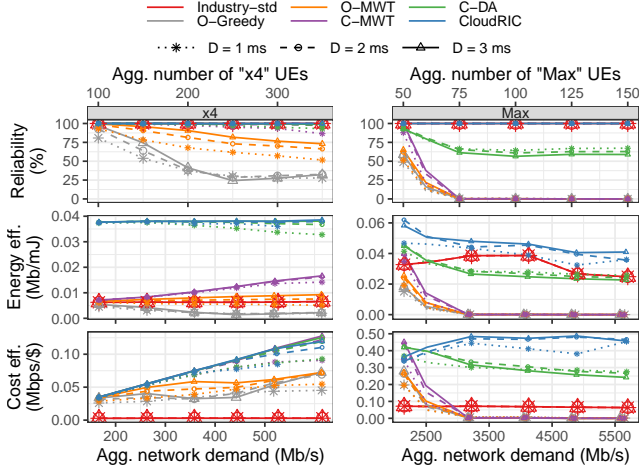 Industry-std O-MWT C-DA
O-Greedy C-MWT CloudRIC
D = 1 ms D = 2 ms D = 3 ms
Agg. number of "x4" UEs Agg. number of "Max" UEs
100 200 300 50 75 100 125 150
x4 Max
Reliability
(%)
100
75
50
25
0
100
75
50
25
0
Energy eff.
(Mb/mJ)
0.04
0.03
0.02
0.01
0.00
0.06
0.04
0.02
0.00
Cost eff.
(Mbps/$)
0.10
0.05
0.00
0.50
0.40
0.30
0.20
0.10
0.00
200 300 400 500 2500 3500 4500 5500
Agg. network demand (Mb/s) Agg. network demand (Mb/s)